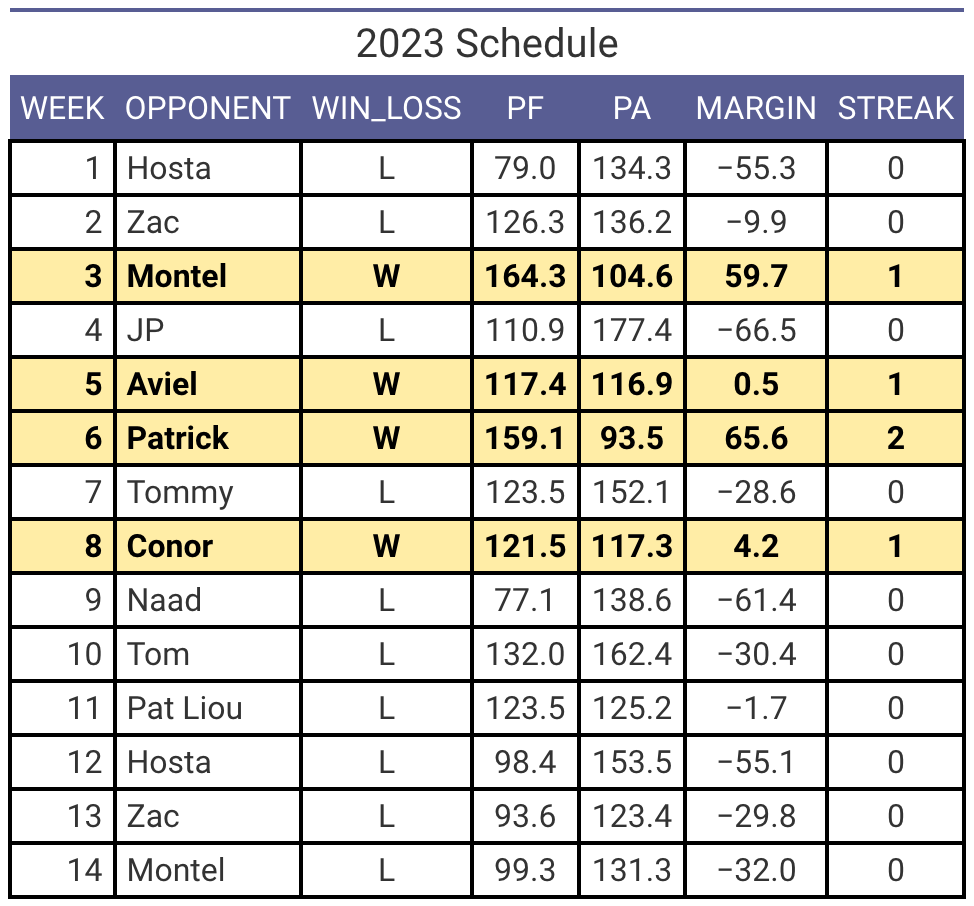 2023 Schedule
WEEK OPPONENT WIN_LOSS PF PA MARGIN STREAK
1 Hosta L 79.0 134.3 −55.3 0
2 Zac L 126.3 136.2 −9.9 0
3 Montel W 164.3 104.6 59.7 1
4 JP L 110.9 177.4 −66.5 0
5 Aviel W 117.4 116.9 0.5 1
6 Patrick W 159.1 93.5 65.6 2
7 Tommy L 123.5 152.1 −28.6 0
8 Conor W 121.5 117.3 4.2 1
9 Naad L 77.1 138.6 −61.4 0
10 Tom L 132.0 162.4 −30.4 0
11 Pat Liou L 123.5 125.2 −1.7 0
12 Hosta L 98.4 153.5 −55.1 0
13 Zac L 93.6 123.4 −29.8 0
14 Montel L 99.3 131.3 −32.0 0